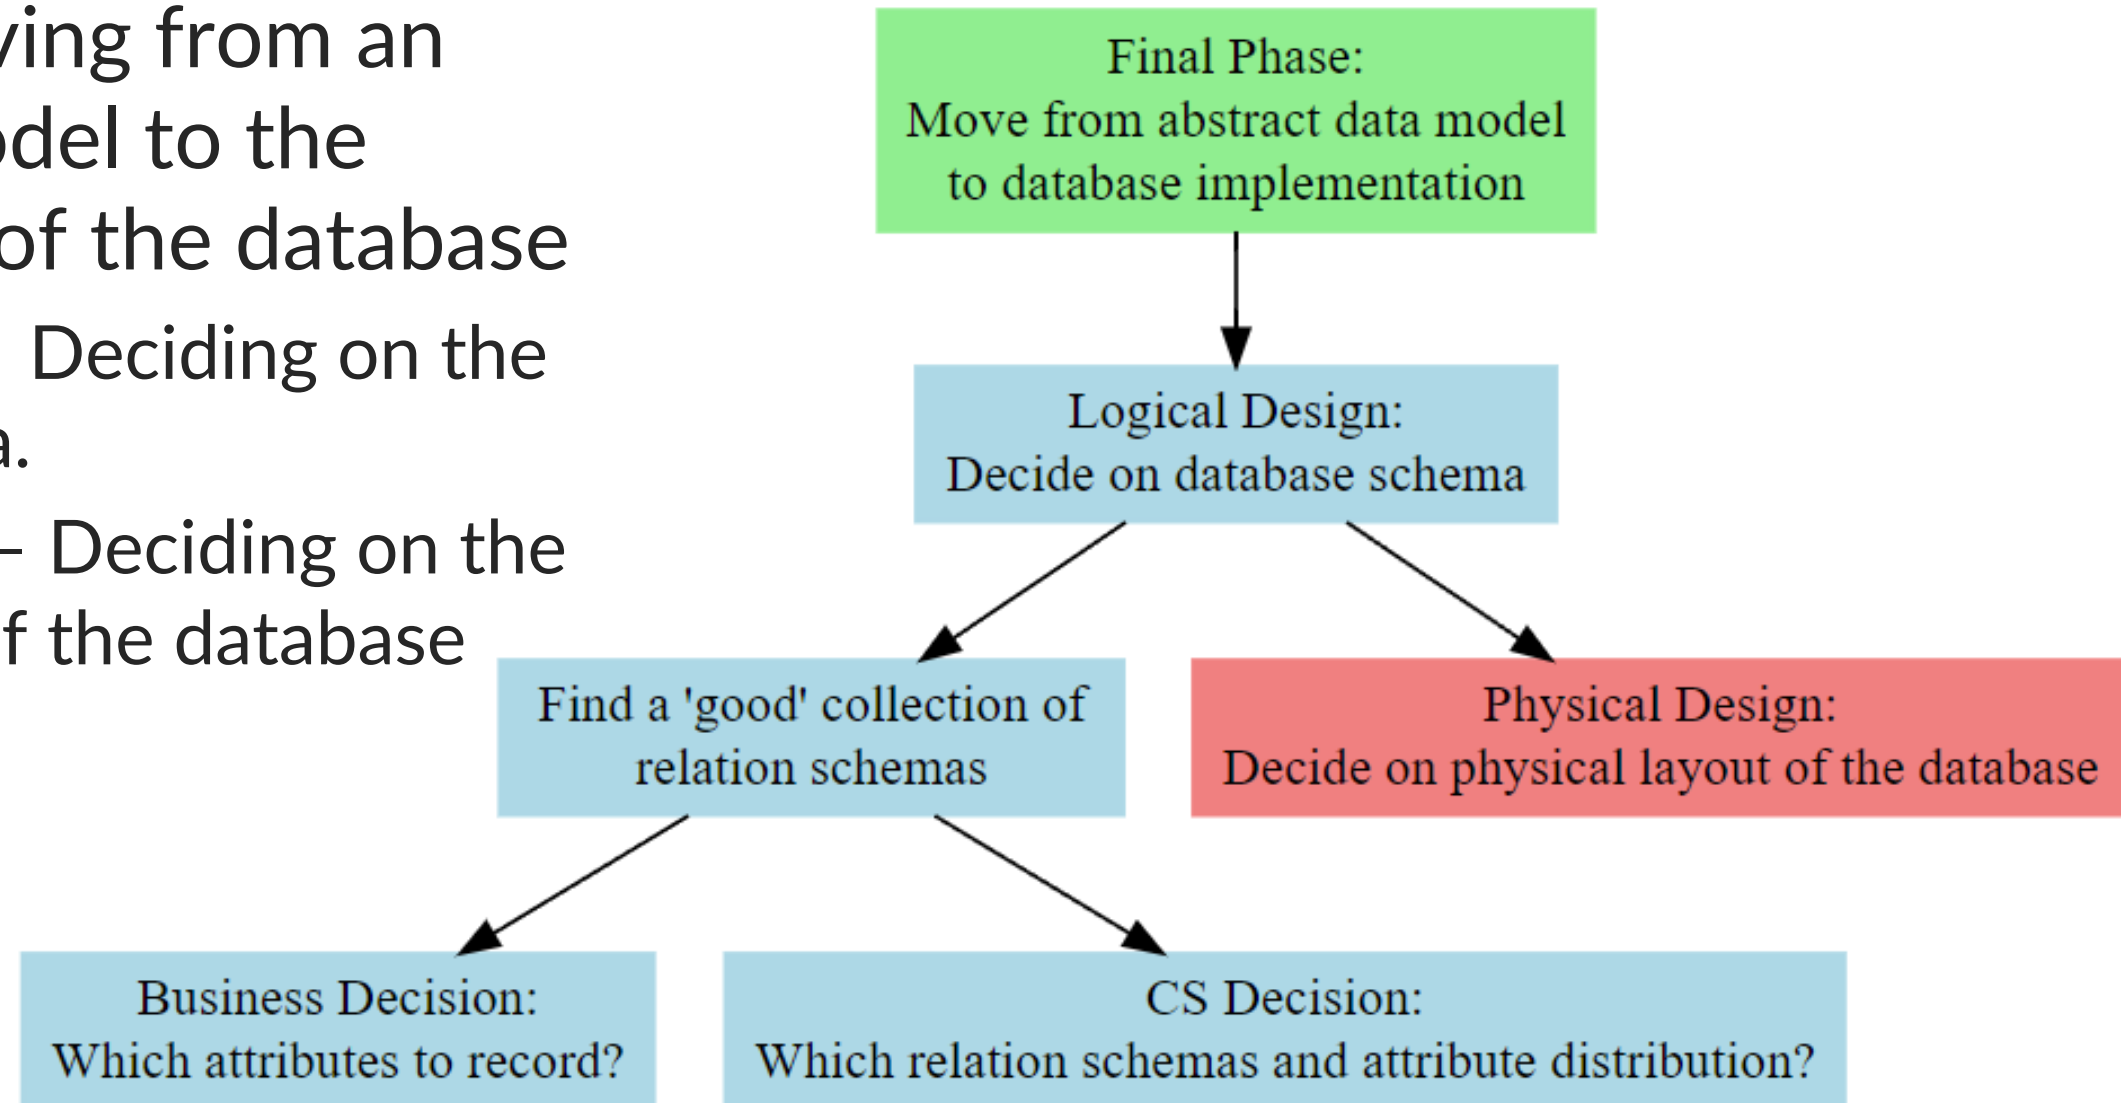 ving from an
odel to the
of the database
Deciding on the
a.
– Deciding on the
f the database
Final Phase:
Move from abstract data model
to database implementation
Logical Design:
Decide on database schema
Find a 'good' collection of
relation schemas
Physical Design:
Decide on physical layout of the database
Business Decision:
Which attributes to record?
CS Decision:
Which relation schemas and attribute distribution?